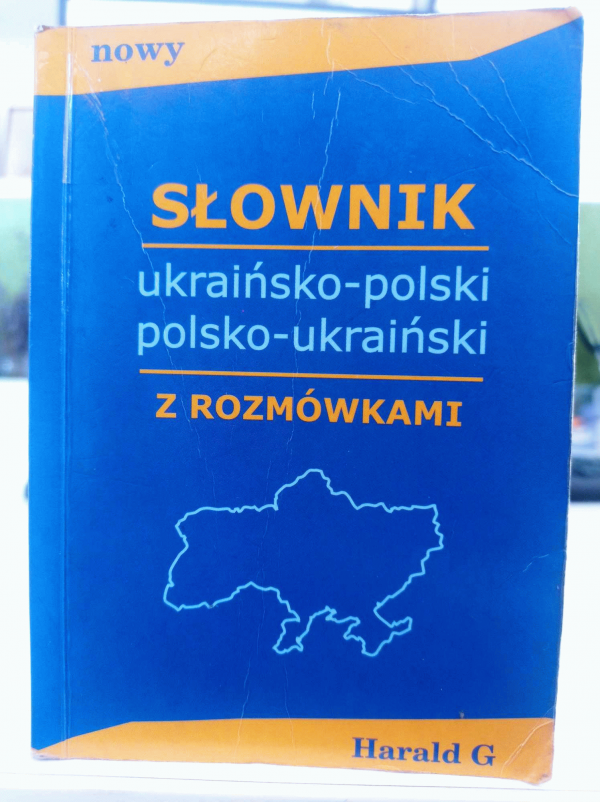 nowy
SŁOWNIK
ukraińsko-polski
polsko-ukraiński
Z ROZMÓWKAMI
Harald G